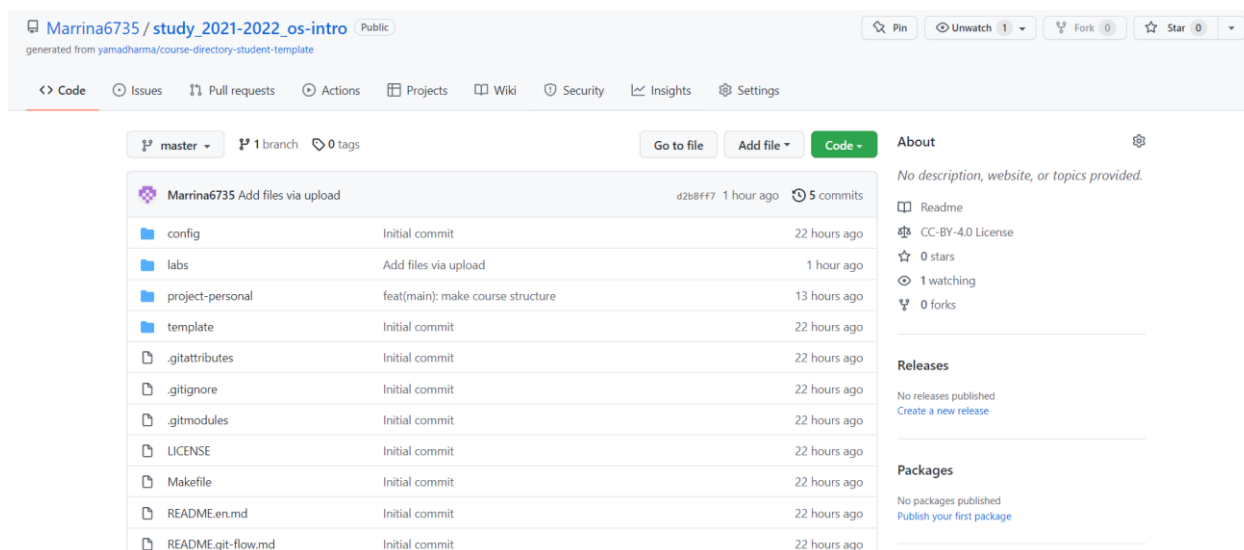 Marrina6735 / study_2021-2022_os-intro Public
Pin
Unwatch 1
Fork 0
Star 0
generated from yamadharma/course-directory-student-template
Code
Issues
Pull requests
Actions
Projects
Wiki
Security
Insights
Settings
master
1 branch
0 tags
Go to file
Add file
Code
Marrina6735 Add files via upload d2b8ff7 1 hour ago 5 commits
config Initial commit 22 hours ago
labs Add files via upload 1 hour ago
project-personal feat(main): make course structure 13 hours ago
template Initial commit 22 hours ago
.gitattributes Initial commit 22 hours ago
.gitignore Initial commit 22 hours ago
.gitmodules Initial commit 22 hours ago
LICENSE Initial commit 22 hours ago
Makefile Initial commit 22 hours ago
README.en.md Initial commit 22 hours ago
README.git-flow.md Initial commit 22 hours ago
About
No description, website, or topics provided.
Readme
CC-BY-4.0 License
0 stars
1 watching
0 forks
Releases
No releases published
Create a new release
Packages
No packages published
Publish your first package